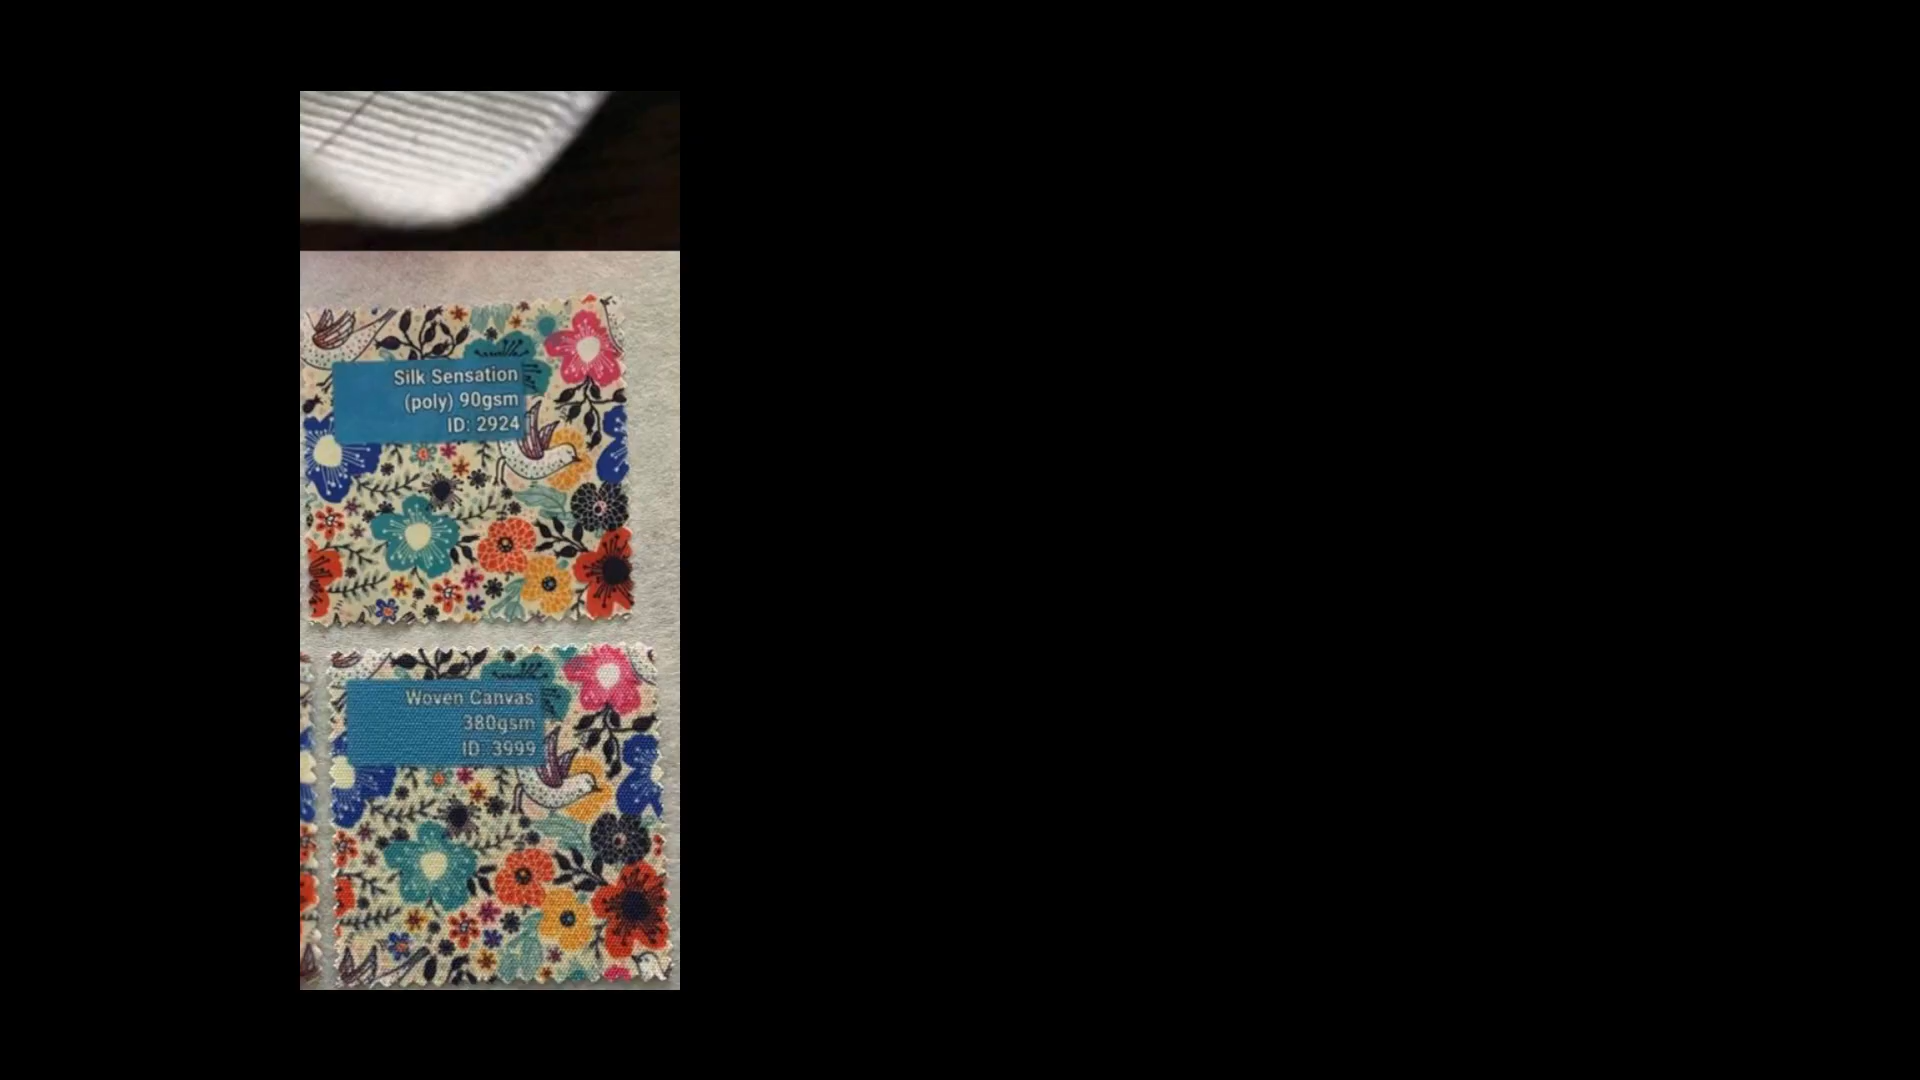 Silk Sensation
(poly) 90gsm
ID: 2924
Woven Canvas
380gsm
ID: 3999